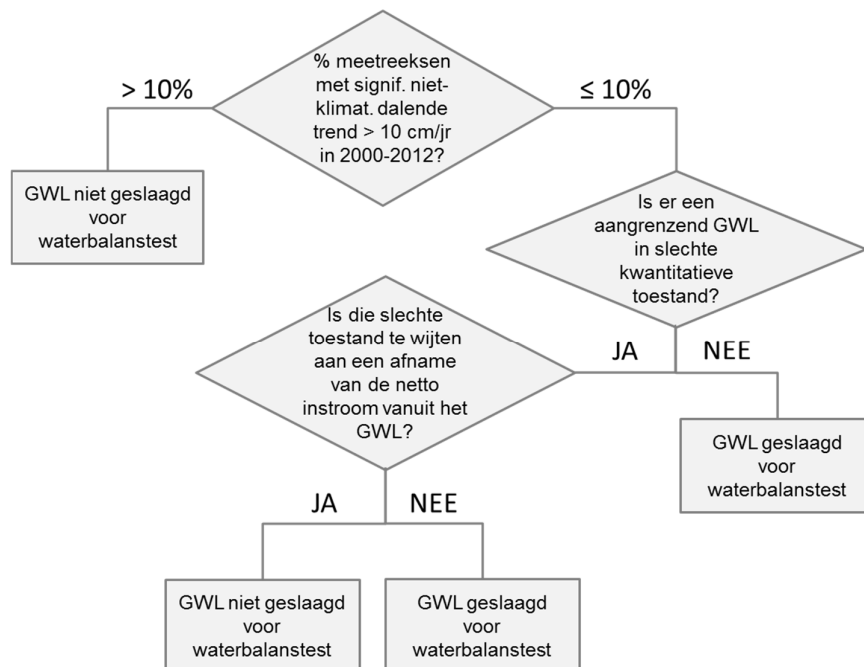 % meetreeksen
met signif. niet-
klimat. dalende
trend > 10 cm/jr
in 2000-2012?
> 10%
≤ 10%
GWL niet geslaagd
voor
waterbalanstest
Is er een
aangrenzend GWL
in slechte
kwantitatieve
toestand?
Is die slechte
toestand te wijten
aan een afname
van de netto
instroom vanuit het
GWL?
JA
NEE
GWL geslaagd
voor
waterbalanstest
JA
NEE
GWL niet geslaagd
voor
waterbalanstest
GWL geslaagd
voor
waterbalanstest